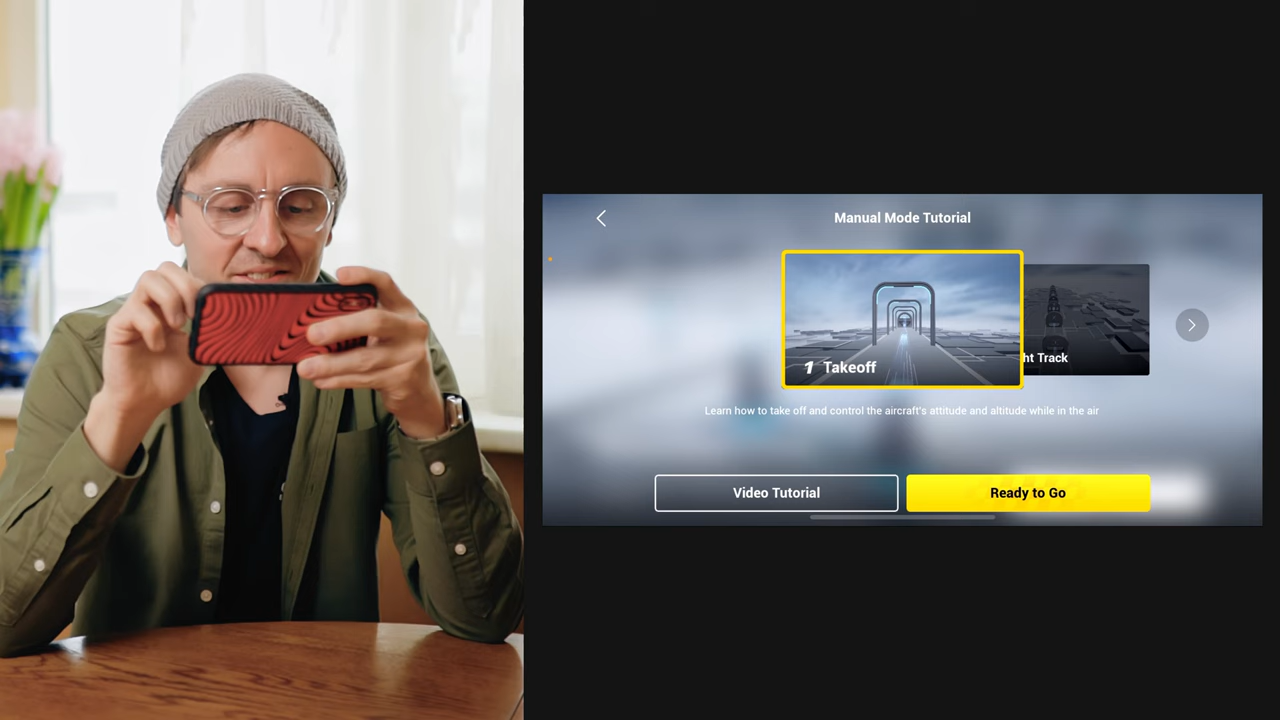 Manual Mode Tutorial
1 Takeoff
ht Track
Learn how to take off and control the aircraft's attitude and altitude while in the air
Video Tutorial
Ready to Go